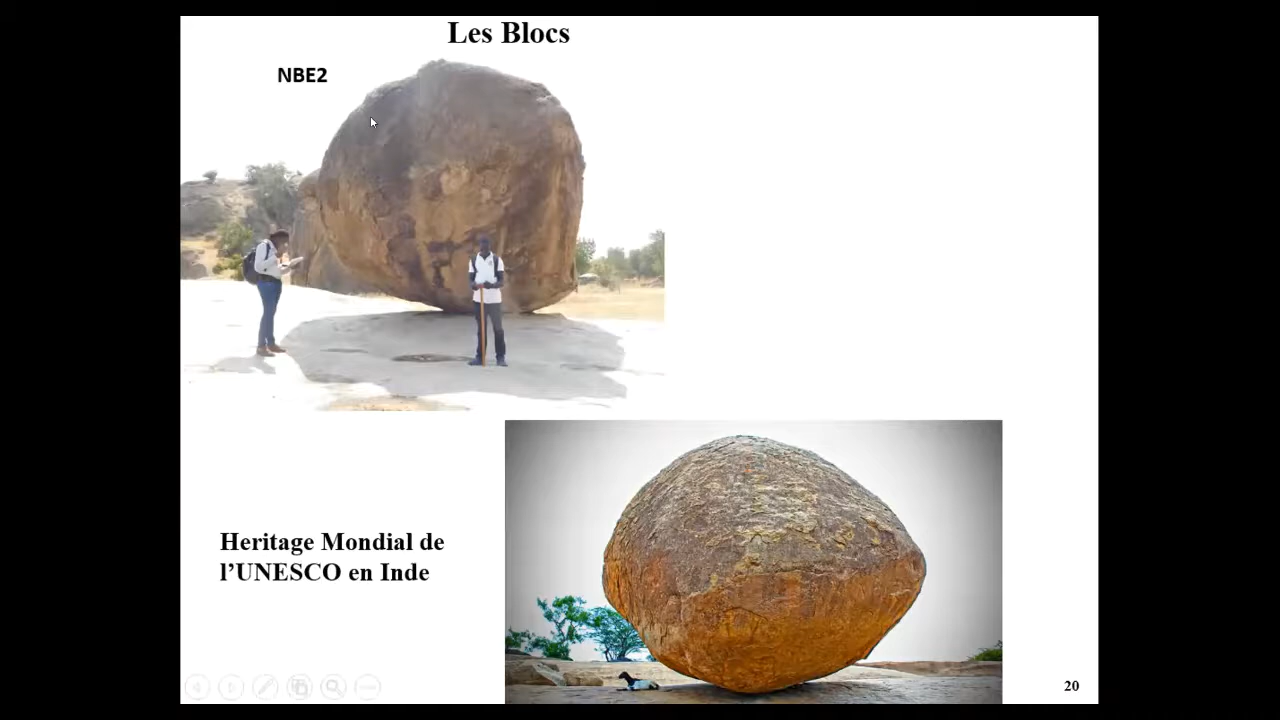 Les Blocs
NBE2
Heritage Mondial de
l’UNESCO en Inde
20